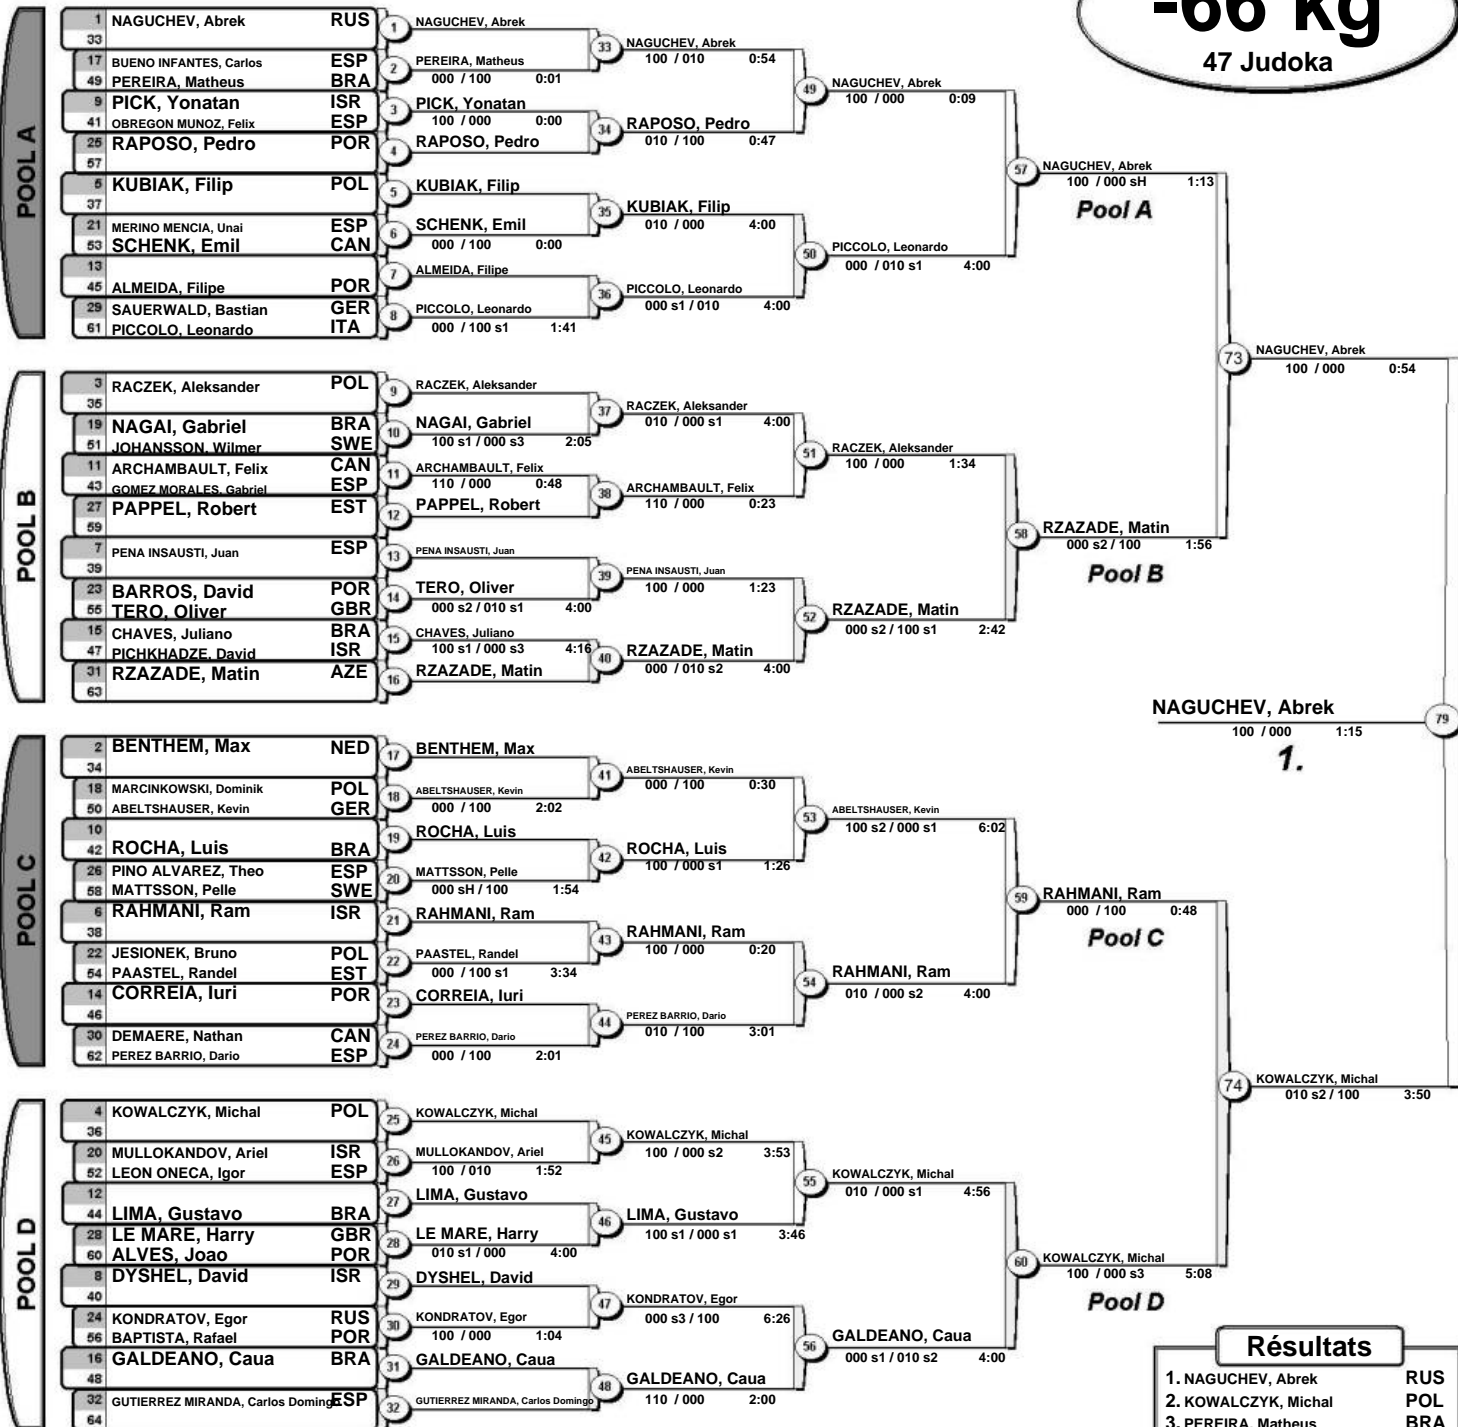 -66 kg
47 Judoka
POOL A
1 NAGUCHEV, Abrek RUS
33
17 BUENO INFANTES, Carlos ESP
49 PEREIRA, Matheus BRA
9 PICK, Yonatan ISR
41 OBREGON MUNOZ, Felix ESP
25 RAPOSO, Pedro POR
57
5 KUBIAK, Filip POL
37
21 MERINO MENCIA, Unai ESP
53 SCHENK, Emil CAN
13
45 ALMEIDA, Filipe POR
29 SAUERWALD, Bastian GER
61 PICCOLO, Leonardo ITA
1 NAGUCHEV, Abrek
2 PEREIRA, Matheus
000 / 100 0:01
3 PICK, Yonatan
100 / 000 0:00
4 RAPOSO, Pedro
5 KUBIAK, Filip
6 SCHENK, Emil
000 / 100 0:00
7 ALMEIDA, Filipe
8 PICCOLO, Leonardo
000 / 100 s1 1:41
33 NAGUCHEV, Abrek
100 / 010 0:54
34 RAPOSO, Pedro
010 / 100 0:47
35 KUBIAK, Filip
010 / 000 4:00
36 PICCOLO, Leonardo
000 s1 / 010 4:00
49 NAGUCHEV, Abrek
100 / 000 0:09
50 PICCOLO, Leonardo
000 / 010 s1 4:00
57 NAGUCHEV, Abrek
100 / 000 sH 1:13
Pool A
POOL B
3 RACZEK, Aleksander POL
35
19 NAGAI, Gabriel BRA
51 JOHANSSON, Wilmer SWE
11 ARCHAMBAULT, Felix CAN
43 GOMEZ MORALES, Gabriel ESP
27 PAPPEL, Robert EST
59
7 PENA INSAUSTI, Juan ESP
39
23 BARROS, David POR
55 TERO, Oliver GBR
15 CHAVES, Juliano BRA
47 PICHKHADZE, David ISR
31 RZAZADE, Matin AZE
63
9 RACZEK, Aleksander
10 NAGAI, Gabriel
100 s1 / 000 s3 2:05
11 ARCHAMBAULT, Felix
110 / 000 0:48
12 PAPPEL, Robert
13 PENA INSAUSTI, Juan
14 TERO, Oliver
000 s2 / 010 s1 4:00
15 CHAVES, Juliano
100 s1 / 000 s3 4:16
16 RZAZADE, Matin
37 RACZEK, Aleksander
010 / 000 s1 4:00
38 ARCHAMBAULT, Felix
110 / 000 0:23
39 PENA INSAUSTI, Juan
100 / 000 1:23
40 RZAZADE, Matin
000 / 010 s2 4:00
51 RACZEK, Aleksander
100 / 000 1:34
52 RZAZADE, Matin
000 s2 / 100 s1 2:42
58 RZAZADE, Matin
000 s2 / 100 1:56
Pool B
73 NAGUCHEV, Abrek
100 / 000 0:54
NAGUCHEV, Abrek 79
100 / 000 1:15
1.
POOL C
2 BENTHEM, Max NED
34
18 MARCINKOWSKI, Dominik POL
50 ABELTSHAUSER, Kevin GER
10
42 ROCHA, Luis BRA
26 PINO ALVAREZ, Theo ESP
58 MATTSSON, Pelle SWE
6 RAHMANI, Ram ISR
38
22 JESIONEK, Bruno POL
54 PAASTEL, Randel EST
14 CORREIA, Iuri POR
46
30 DEMAERE, Nathan CAN
62 PEREZ BARRIO, Dario ESP
17 BENTHEM, Max
18 ABELTSHAUSER, Kevin
000 / 100 2:02
19 ROCHA, Luis
20 MATTSSON, Pelle
000 sH / 100 1:54
21 RAHMANI, Ram
22 PAASTEL, Randel
000 / 100 s1 3:34
23 CORREIA, Iuri
24 PEREZ BARRIO, Dario
000 / 100 2:01
41 ABELTSHAUSER, Kevin
000 / 100 0:30
42 ROCHA, Luis
100 / 000 s1 1:26
43 RAHMANI, Ram
100 / 000 0:20
44 PEREZ BARRIO, Dario
010 / 100 3:01
53 ABELTSHAUSER, Kevin
100 s2 / 000 s1 6:02
54 RAHMANI, Ram
010 / 000 s2 4:00
59 RAHMANI, Ram
000 / 100 0:48
Pool C
POOL D
4 KOWALCZYK, Michal POL
36
20 MULLOKANDOV, Ariel ISR
52 LEON ONECA, Igor ESP
12
44 LIMA, Gustavo BRA
28 LE MARE, Harry GBR
60 ALVES, Joao POR
8 DYSHEL, David ISR
40
24 KONDRATOV, Egor RUS
56 BAPTISTA, Rafael POR
16 GALDEANO, Caua BRA
48
32 GUTIERREZ MIRANDA, Carlos Domingo ESP
64
25 KOWALCZYK, Michal
26 MULLOKANDOV, Ariel
100 / 010 1:52
27 LIMA, Gustavo
28 LE MARE, Harry
010 s1 / 000 4:00
29 DYSHEL, David
30 KONDRATOV, Egor
100 / 000 1:04
31 GALDEANO, Caua
32 GUTIERREZ MIRANDA, Carlos Domingo
45 KOWALCZYK, Michal
100 / 000 s2 3:53
46 LIMA, Gustavo
100 s1 / 000 s1 3:46
47 KONDRATOV, Egor
000 s3 / 100 6:26
48 GALDEANO, Caua
110 / 000 2:00
55 KOWALCZYK, Michal
010 / 000 s1 4:56
56 GALDEANO, Caua
000 s1 / 010 s2 4:00
60 KOWALCZYK, Michal
100 / 000 s3 5:08
Pool D
74 KOWALCZYK, Michal
010 s2 / 100 3:50
Résultats
1. NAGUCHEV, Abrek RUS
2. KOWALCZYK, Michal POL
3. PEREIRA, Matheus BRA